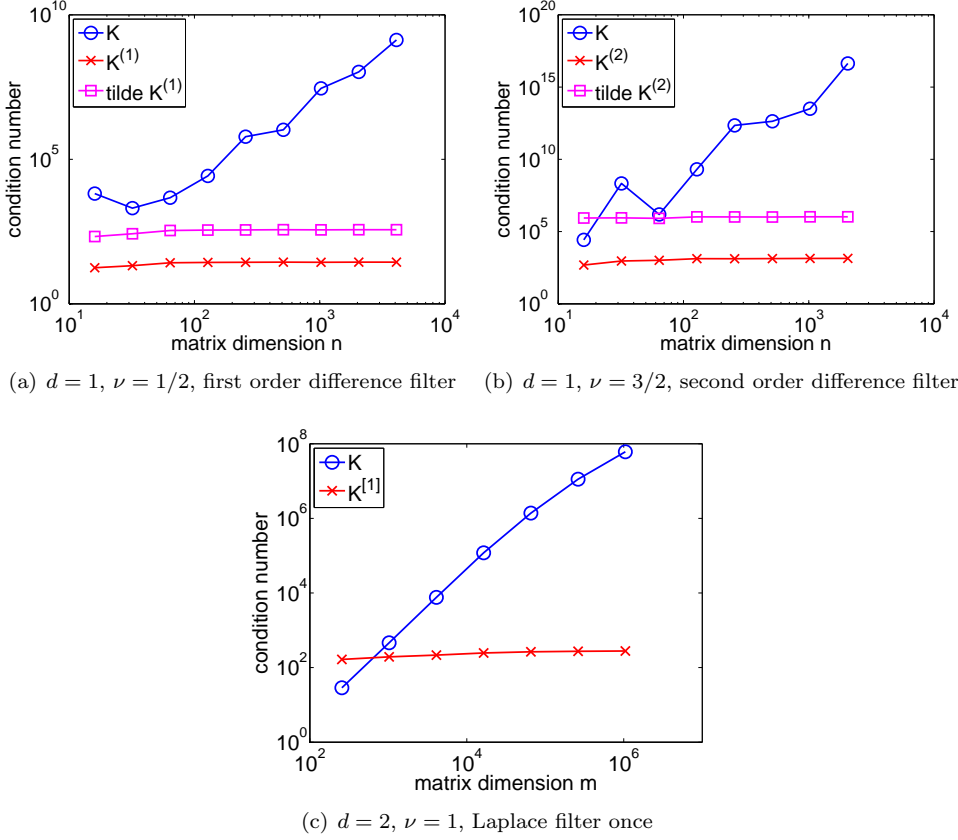 10^10
K
K^(1)
tilde K^(1)
10^5
10^0
condition number
10^1
10^2
10^3
10^4
matrix dimension n
(a) d = 1, ν = 1/2, first order difference filter
10^20
K
K^(2)
tilde K^(2)
10^15
10^10
10^5
10^0
condition number
10^1
10^2
10^3
10^4
matrix dimension n
(b) d = 1, ν = 3/2, second order difference filter
10^8
K
K^[1]
10^6
10^4
10^2
10^0
condition number
10^2
10^4
10^6
matrix dimension m
(c) d = 2, ν = 1, Laplace filter once